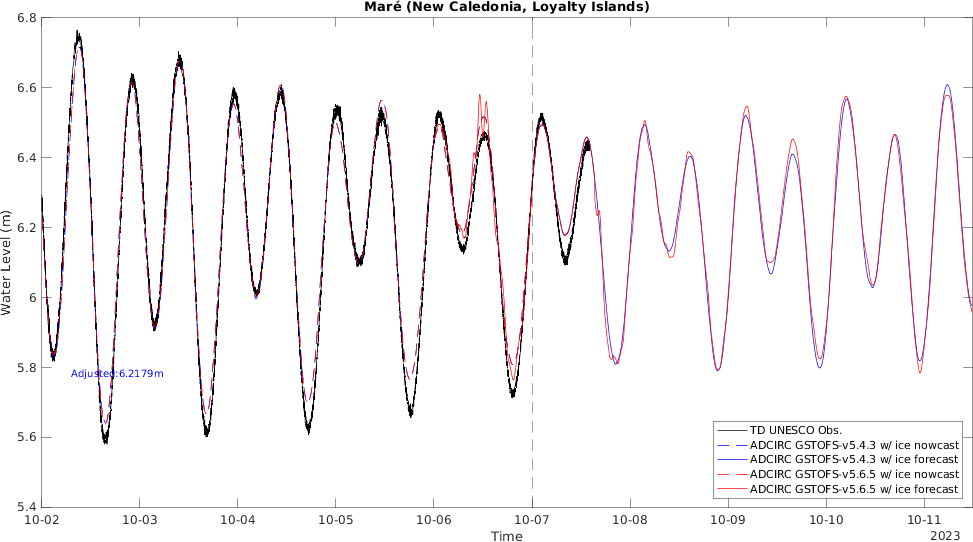 Maré (New Caledonia, Loyalty Islands)
6.8
6.6
6.4
6.2
6
5.8
5.6
5.4
Water Level (m)
Adjusted:6.2179m
TD UNESCO Obs.
ADCIRC GSTOFS-v5.4.3 w/ ice nowcast
ADCIRC GSTOFS-v5.4.3 w/ ice forecast
ADCIRC GSTOFS-v5.6.5 w/ ice nowcast
ADCIRC GSTOFS-v5.6.5 w/ ice forecast
10-02 10-03 10-04 10-05 10-06 10-07 10-08 10-09 10-10 10-11
Time
2023